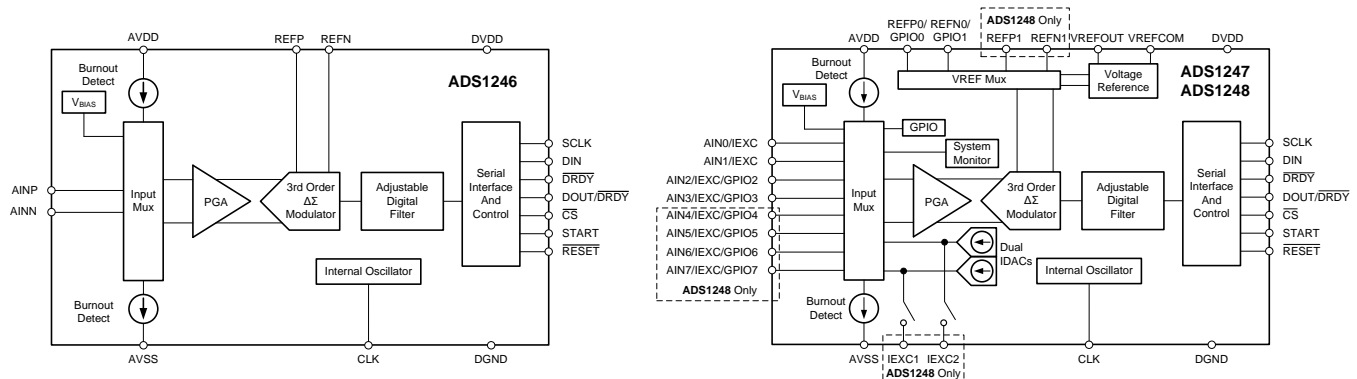 AVDD
REFP REFN
DVDD
Burnout
Detect
ADS1246
VBIAS
SCLK
DIN
DRDY
DOUT/DRDY
CS
START
RESET
AINP
AINN
Input
Mux
PGA
3rd Order
ΔΣ
Modulator
Adjustable
Digital
Filter
Serial
Interface
And
Control
Internal Oscillator
Burnout
Detect
AVSS
CLK
DGND
REFP0/ REFN0/
GPIO0 GPIO1
ADS1248 Only
AVDD
REFP1 REFN1
VREFOUT VREFCOM
DVDD
Burnout
Detect
VREF Mux
Voltage
Reference
ADS1247
ADS1248
VBIAS
GPIO
System
Monitor
AIN0/IEXC
AIN1/IEXC
AIN2/IEXC/GPIO2
AIN3/IEXC/GPIO3
AIN4/IEXC/GPIO4
AIN5/IEXC/GPIO5
AIN6/IEXC/GPIO6
AIN7/IEXC/GPIO7
ADS1248 Only
Input
Mux
PGA
3rd Order
ΔΣ
Modulator
Adjustable
Digital
Filter
Serial
Interface
And
Control
SCLK
DIN
DRDY
DOUT/DRDY
CS
START
RESET
Dual
IDACs
Internal Oscillator
Burnout
Detect
AVSS
IEXC1 IEXC2
ADS1248 Only
CLK
DGND